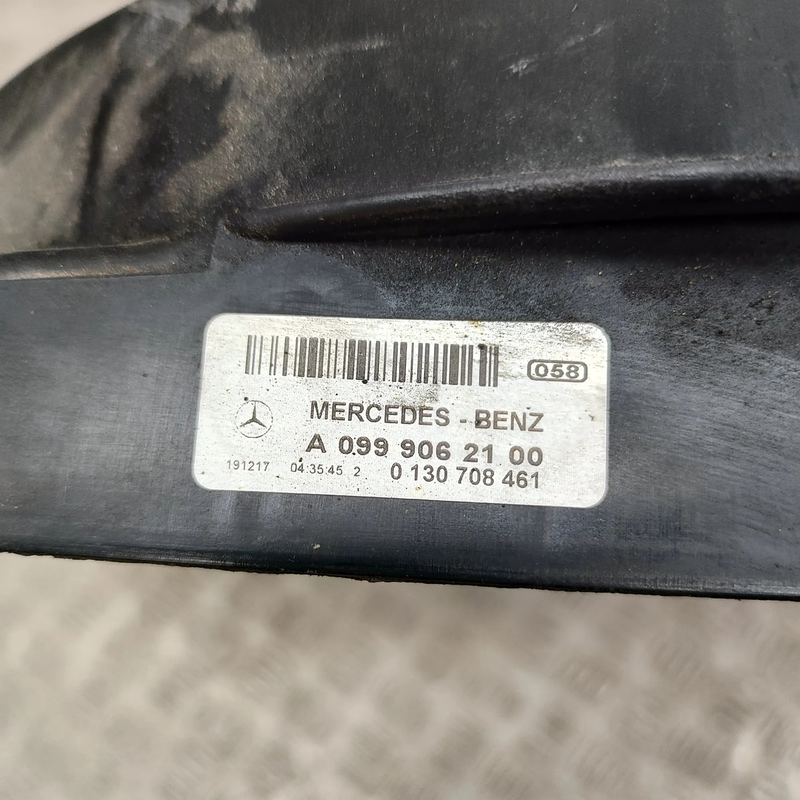 058
MERCEDES - BENZ
A 099 906 21 00
191217 04:35:45 2 0 130 708 461